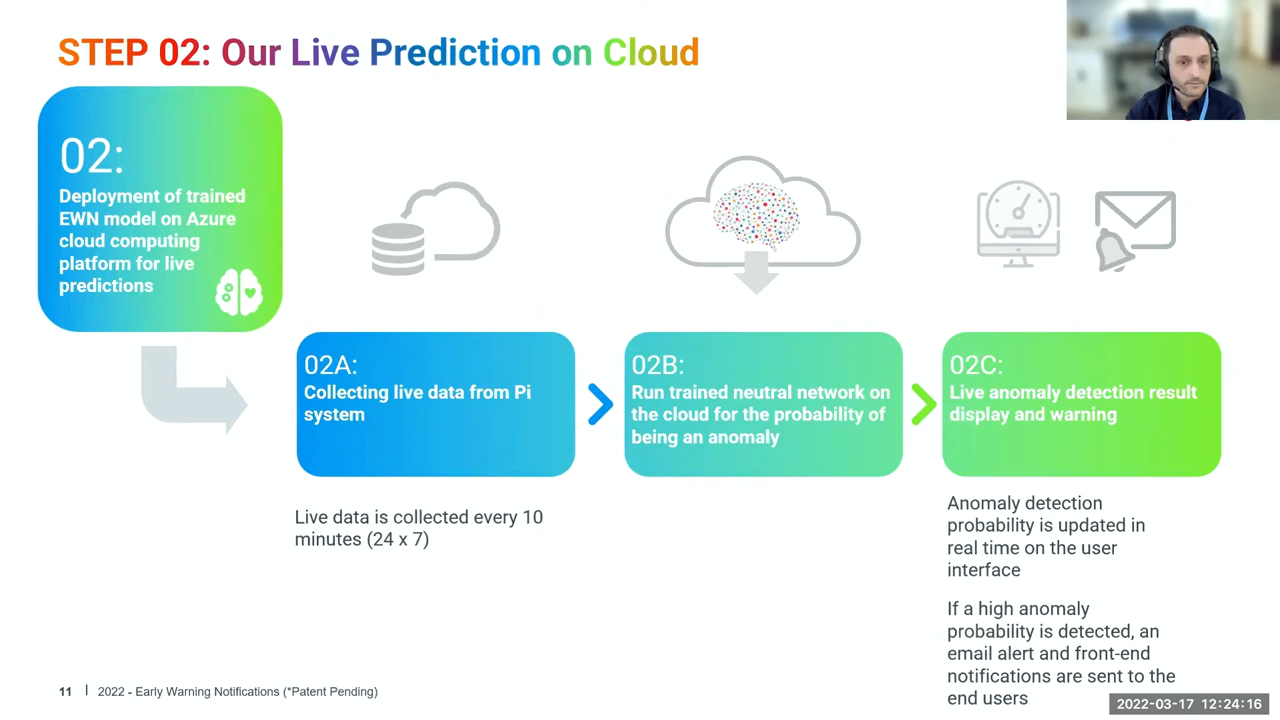 STEP 02: Our Live Prediction on Cloud
02:
Deployment of trained
EWN model on Azure
cloud computing
platform for live
predictions
02A:
Collecting live data from Pi
system
02B:
Run trained neutral network on
the cloud for the probability of
being an anomaly
02C:
Live anomaly detection result
display and warning
Live data is collected every 10
minutes (24 x 7)
Anomaly detection
probability is updated in
real time on the user
interface
If a high anomaly
probability is detected, an
email alert and front-end
notifications are sent to the
end users
11 | 2022 - Early Warning Notifications (*Patent Pending)
2022-03-17 12:24:16